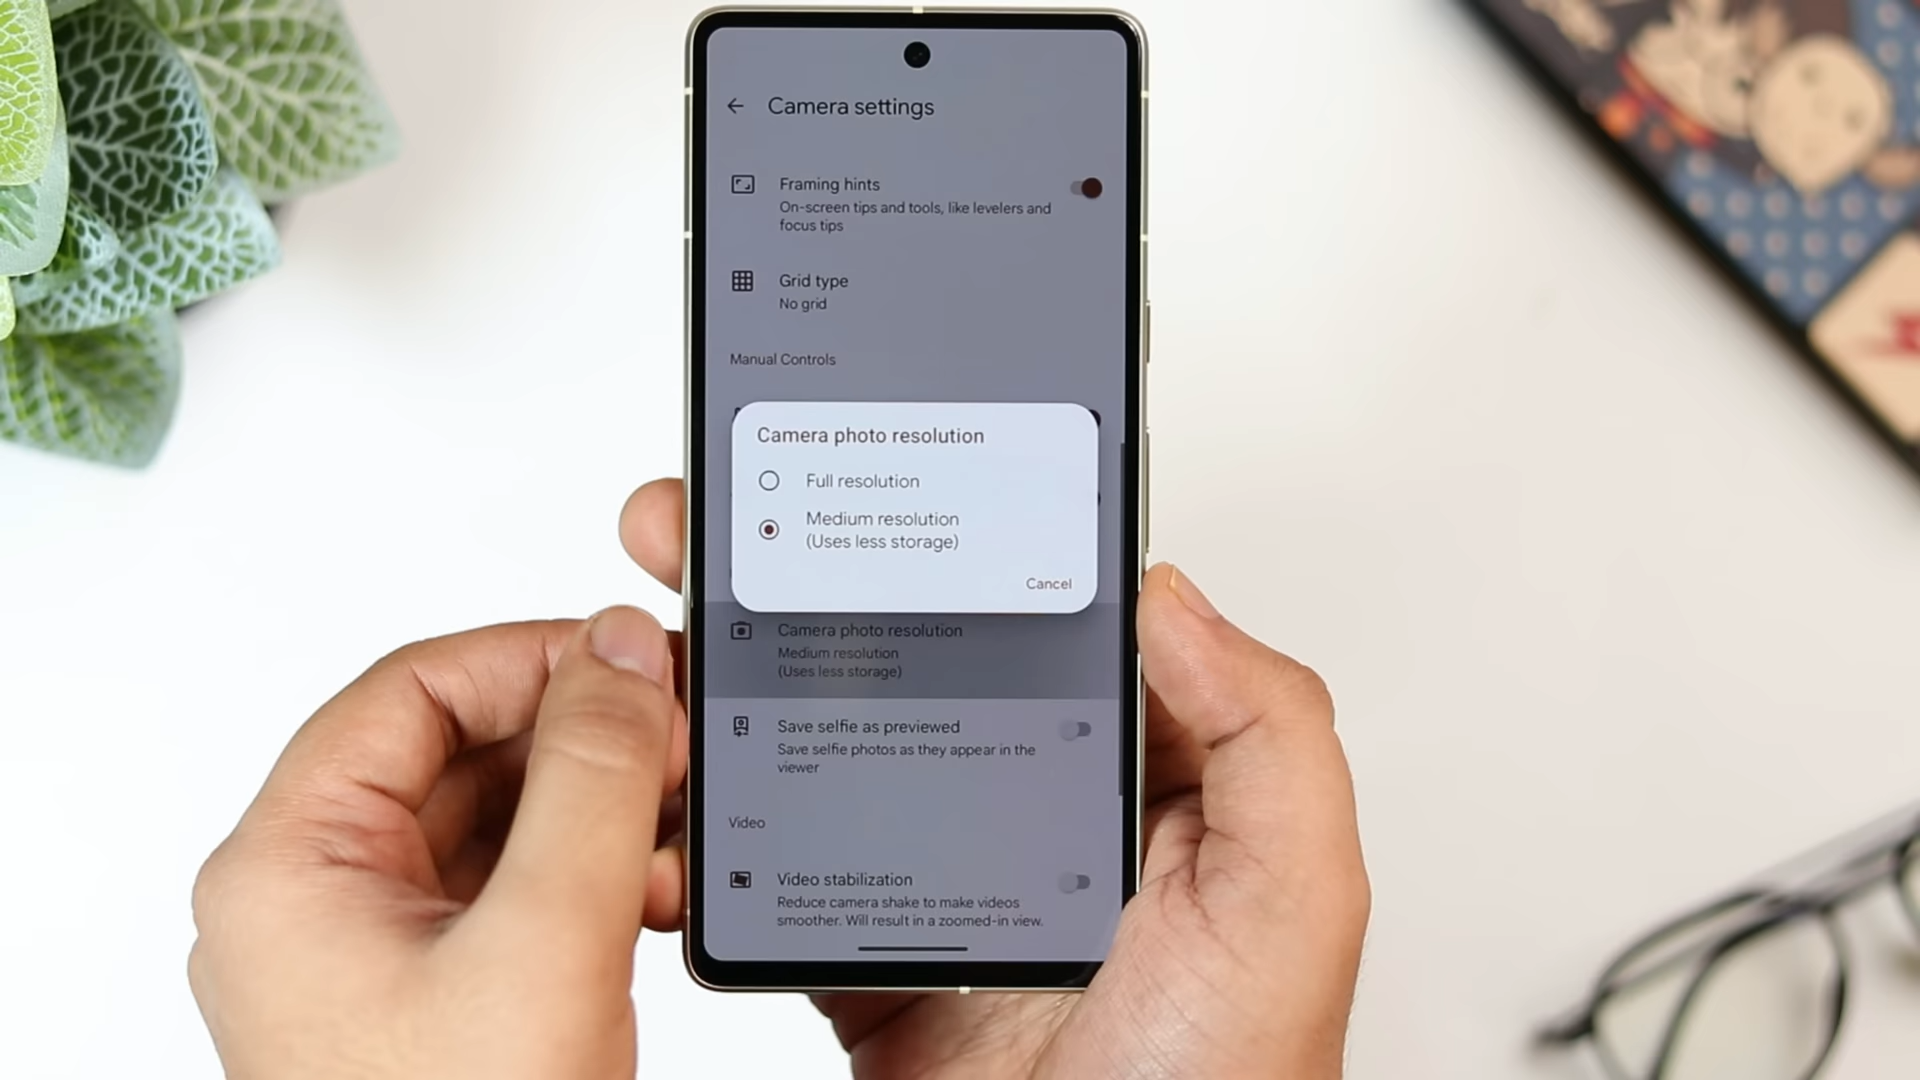 Camera settings
Framing hints
On-screen tips and tools, like levelers and
focus tips
Grid type
No grid
Manual Controls
Camera photo resolution
Full resolution
Medium resolution
(Uses less storage)
Cancel
Camera photo resolution
Medium resolution
(Uses less storage)
Save selfie as previewed
Save selfie photos as they appear in the
viewer
Video
Video stabilization
Reduce camera shake to make videos
smoother. Will result in a zoomed-in view.